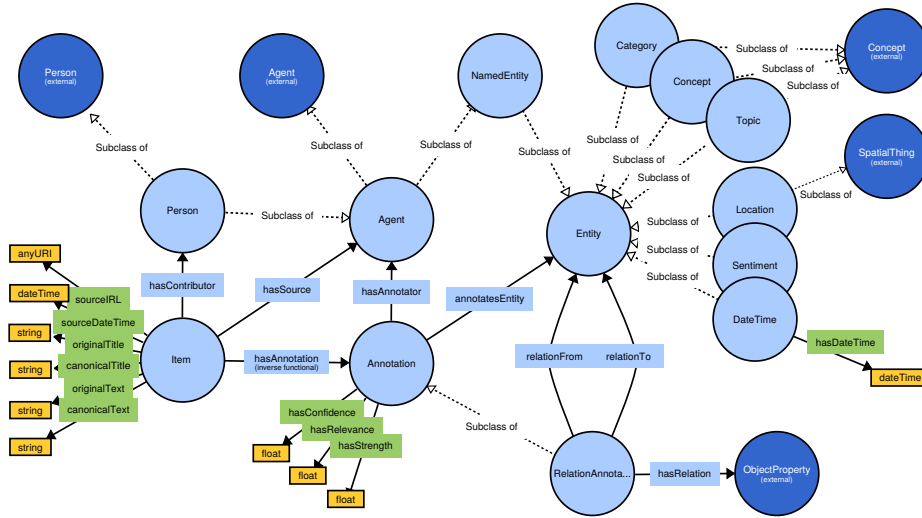 Person
(external)
Agent
(external)
NamedEntity
Category
Concept
Topic
Concept
(external)
Subclass of
Subclass of
Subclass of
Subclass of
Subclass of
Subclass of
Subclass of
Subclass of
Subclass of
Subclass of
SpatialThing
(external)
Subclass of
Person
Subclass of
Agent
Entity
Subclass of
Location
Subclass of
Sentiment
Subclass of
DateTime
anyURI
dateTime
string
string
string
string
sourceIRL
sourceDateTime
originalTitle
canonicalTitle
originalText
canonicalText
hasContributor
hasSource
hasAnnotator
annotatesEntity
Item
hasAnnotation
(inverse functional)
Annotation
relationFrom
relationTo
hasDateTime
dateTime
hasConfidence
hasRelevance
hasStrength
float
float
float
Subclass of
RelationAnnota...
hasRelation
ObjectProperty
(external)